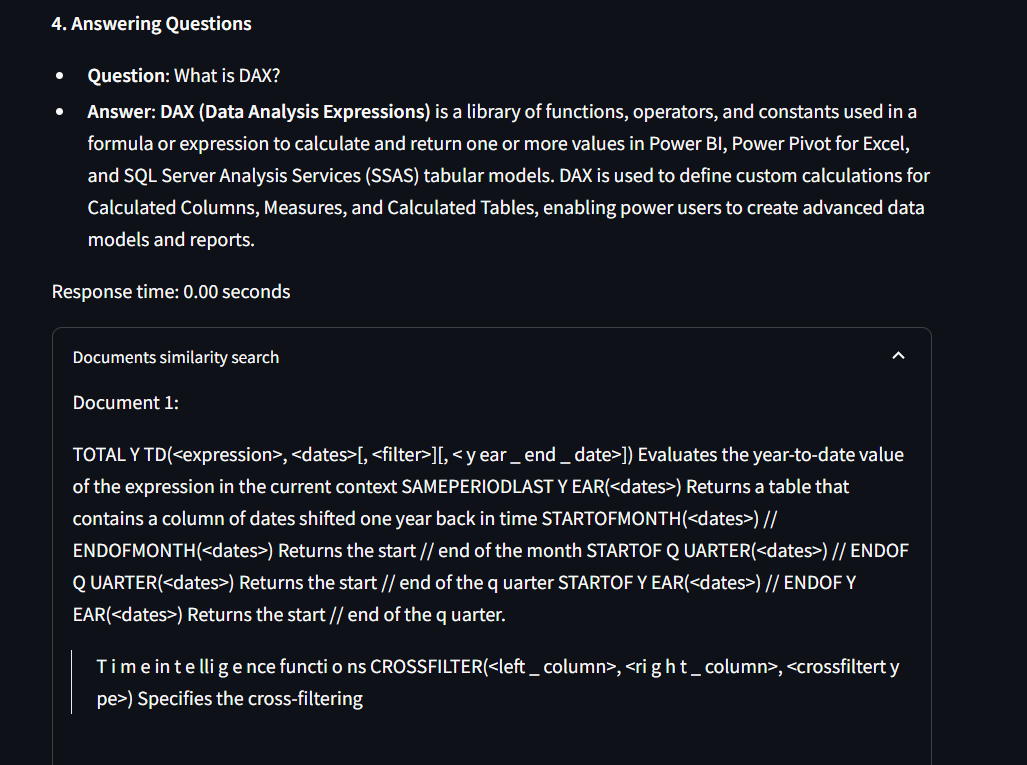 4. Answering Questions
• Question: What is DAX?
• Answer: DAX (Data Analysis Expressions) is a library of functions, operators, and constants used in a
formula or expression to calculate and return one or more values in Power BI, Power Pivot for Excel,
and SQL Server Analysis Services (SSAS) tabular models. DAX is used to define custom calculations for
Calculated Columns, Measures, and Calculated Tables, enabling power users to create advanced data
models and reports.
Response time: 0.00 seconds
Documents similarity search
Document 1:
TOTAL Y TD(<expression>, <dates>[, <filter>][, < y ear _ end _ date>]) Evaluates the year-to-date value
of the expression in the current context SAMEPERIODLAST Y EAR(<dates>) Returns a table that
contains a column of dates shifted one year back in time STARTOFMONTH(<dates>) //
ENDOFMONTH(<dates>) Returns the start // end of the month STARTOF Q UARTER(<dates>) // ENDOF
Q UARTER(<dates>) Returns the start // end of the q uarter STARTOF Y EAR(<dates>) // ENDOF Y
EAR(<dates>) Returns the start // end of the q uarter.
T i m e in t e lli g e nce functi o ns CROSSFILTER(<left _ column>, <ri g h t _ column>, <crossfiltert y
pe>) Specifies the cross-filtering